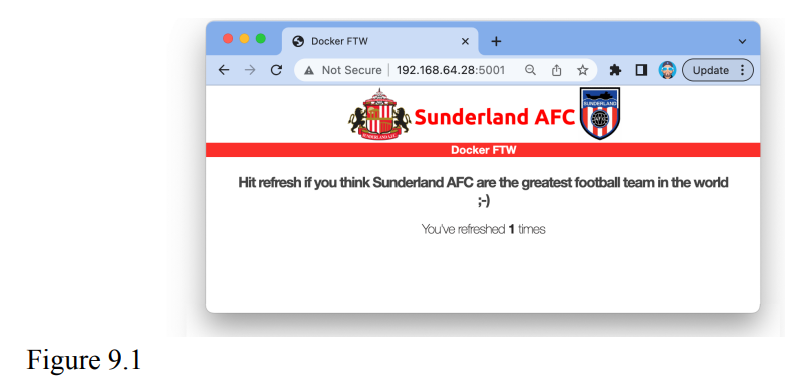 Docker FTW
Not Secure | 192.168.64.28:5001 Update
Sunderland AFC
SUNDERLAND
Docker FTW
Hit refresh if you think Sunderland AFC are the greatest football team in the world
;-)
You've refreshed 1 times
Figure 9.1